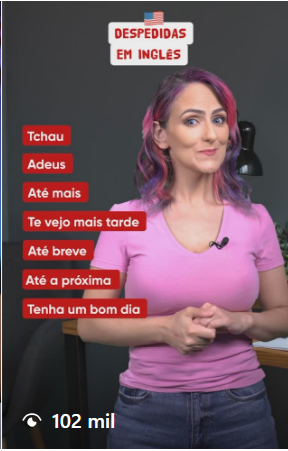 DESPEDIDAS
EM INGLÊS
Tchau
Adeus
Até mais
Te vejo mais tarde
Até breve
Até a próxima
Tenha um bom dia
102 mil